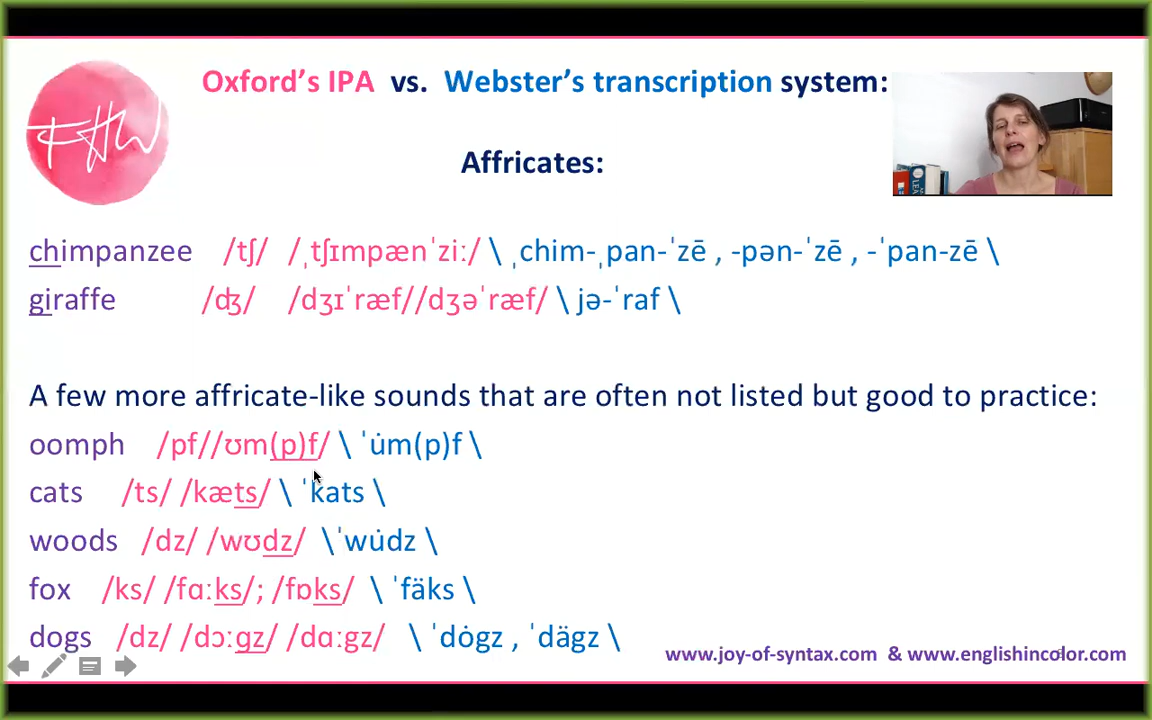 Oxford's IPA vs. Webster's transcription system:
FHW
Affricates:
chimpanzee /tʃ/ /ˌtʃɪmpænˈziː/ \ ˌchim-ˌpan-ˈzē , -pən-ˈzē , -ˈpan-zē \
giraffe /ʤ/ /dʒɪˈræf//dʒəˈræf/ \ jə-ˈraf \
A few more affricate-like sounds that are often not listed but good to practice:
oomph /pf//ʊm(p)f/ \ ˈu̇m(p)f \
cats /ts/ /kæts/ \ ˈkats \
woods /dz/ /wʊdz/ \ˈwu̇dz \
fox /ks/ /fɑːks/; /fɒks/ \ ˈfäks \
dogs /dz/ /dɔːgz/ /dɑːgz/ \ ˈdȯgz , ˈdägz \
www.joy-of-syntax.com & www.englishincolor.com